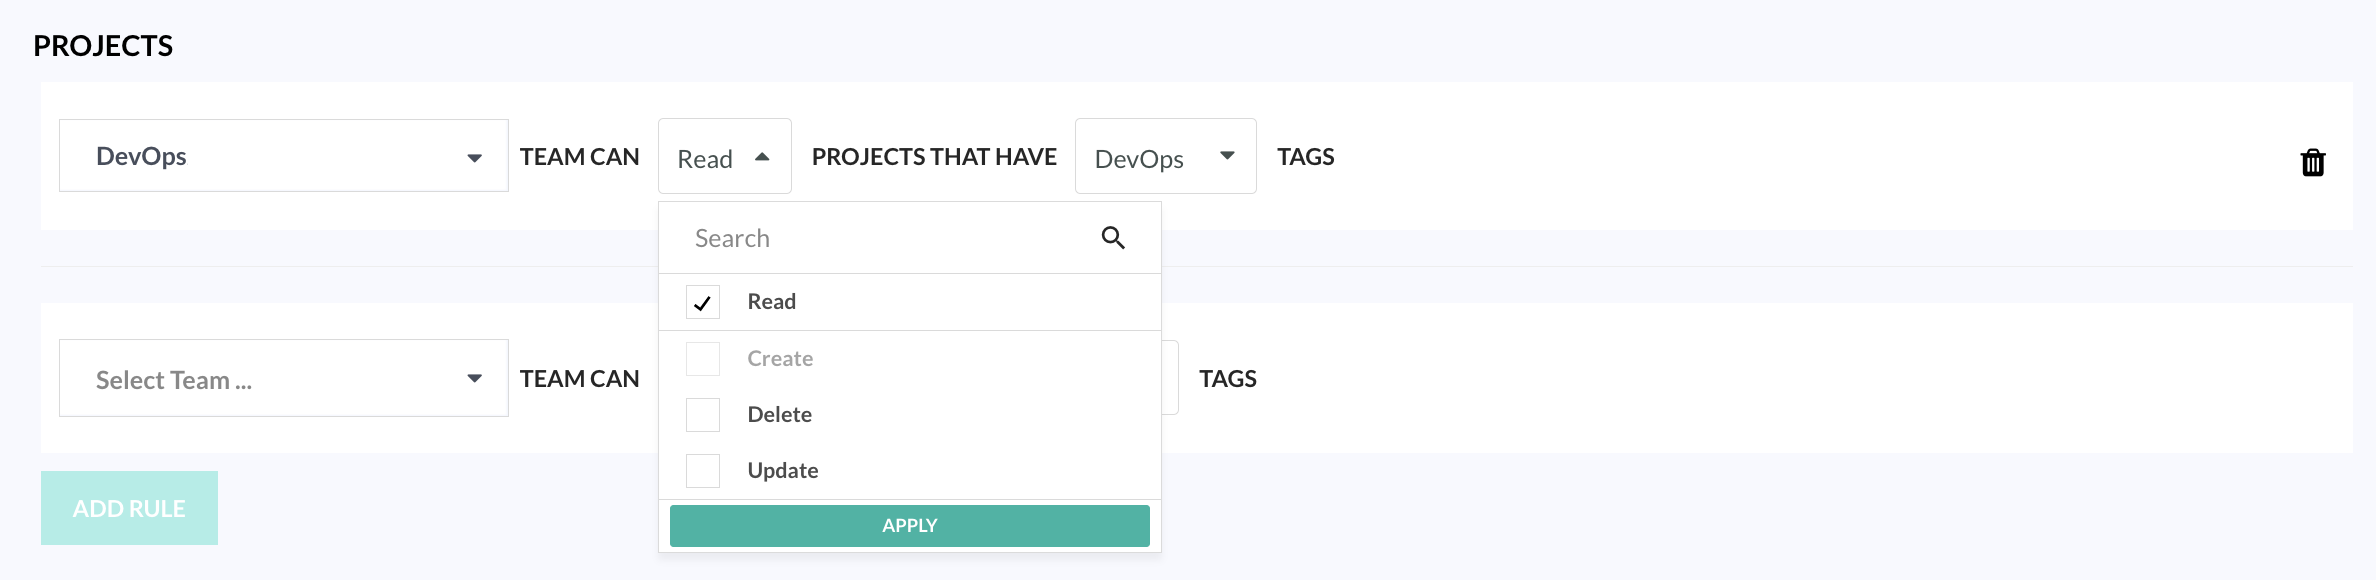 PROJECTS
DevOps TEAM CAN Read PROJECTS THAT HAVE DevOps TAGS
Search
Read
Create
Select Team ... TEAM CAN TAGS
Delete
Update
ADD RULE
APPLY